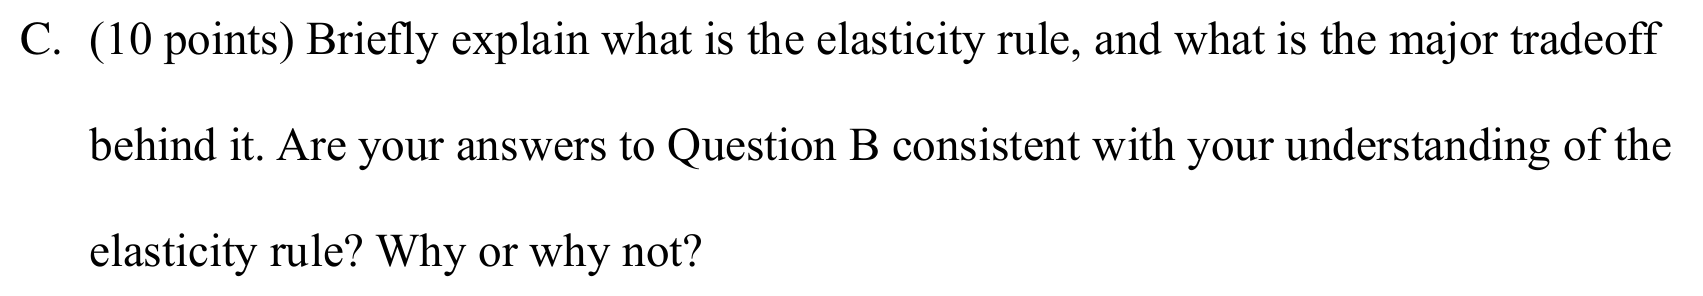 C. (10 points) Briefly explain what is the elasticity rule, and what is the major tradeoff
behind it. Are your answers to Question B consistent with your understanding of the
elasticity rule? Why or why not?